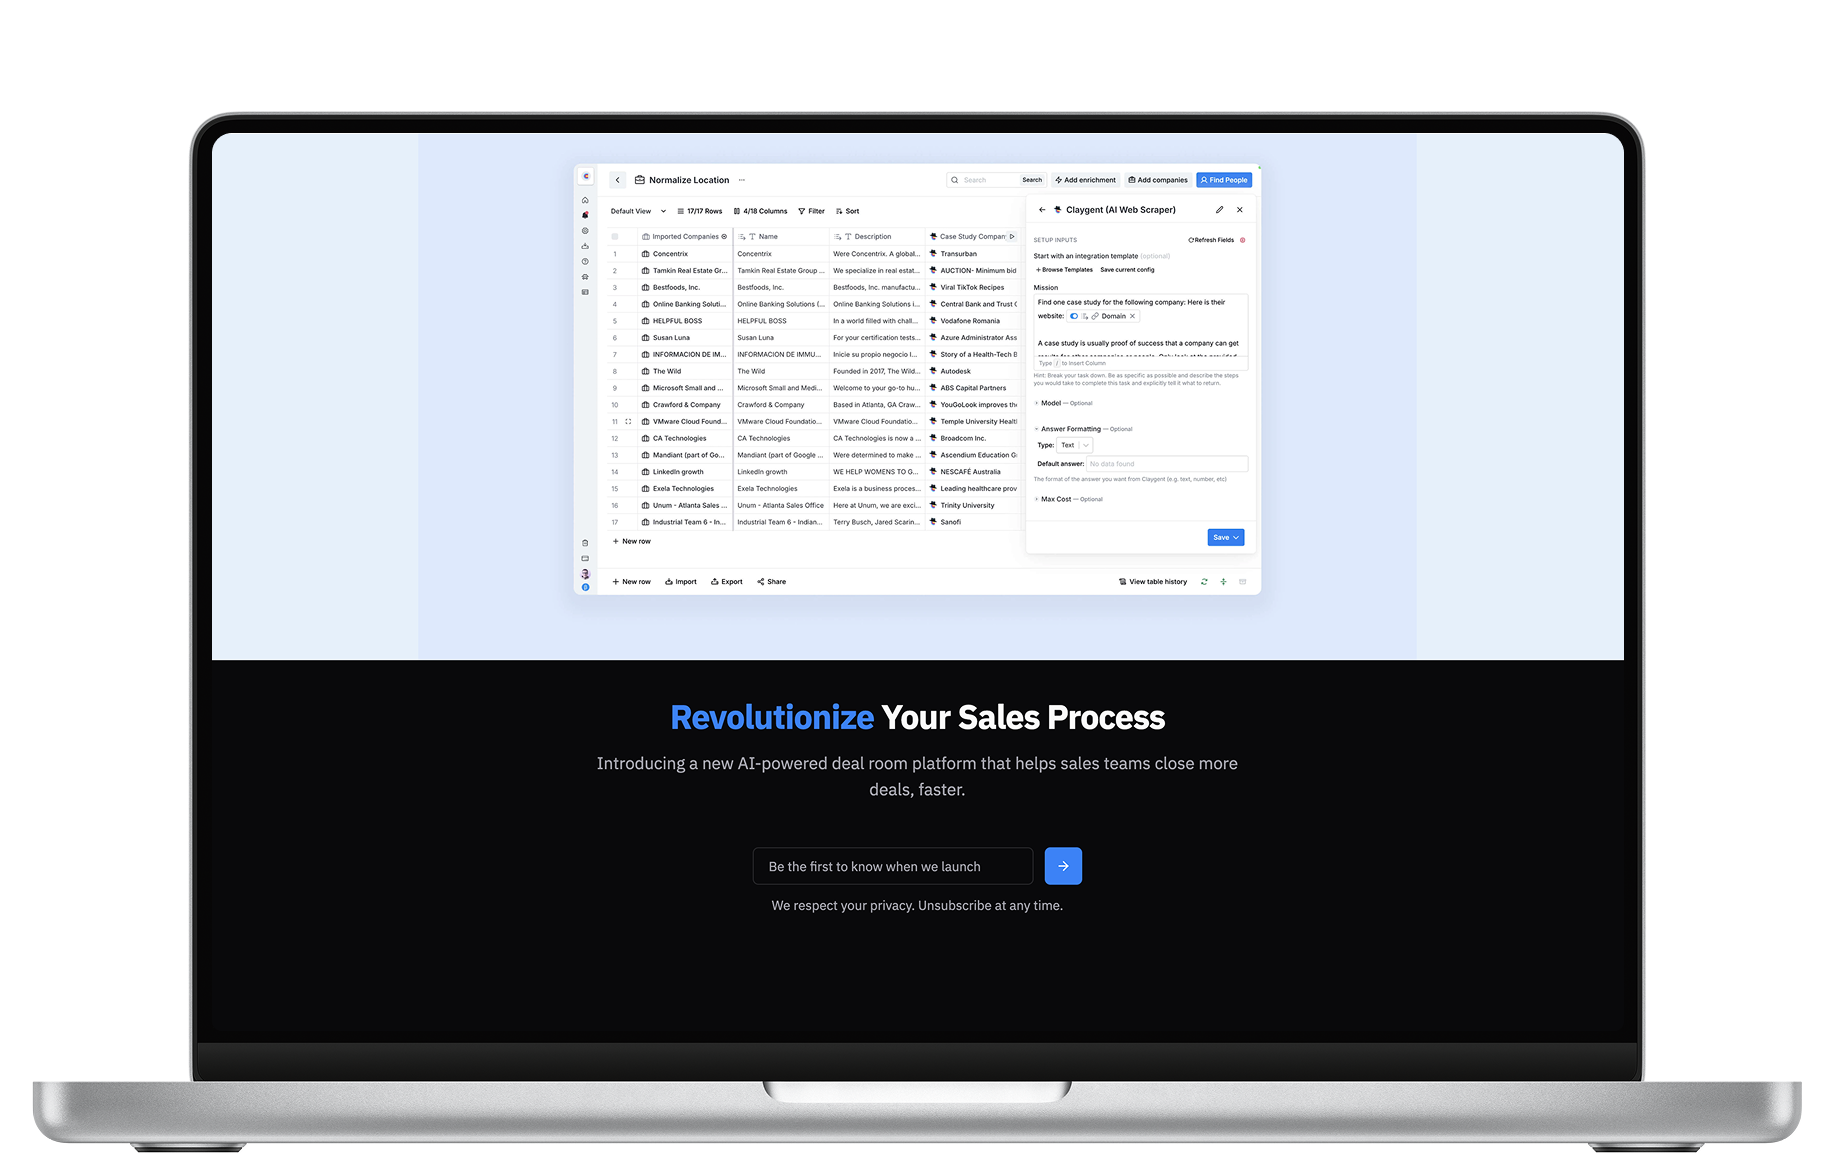 Normalize Location ...
Search Search
Add enrichment
Add companies
Find People
Default View
17/17 Rows
4/18 Columns
Filter
Sort
Imported Companies Name Description Case Study Compan
1 Concentrix Concentrix Were Concentrix. A global...  Transurban
2 Tamkin Real Estate Gr... Tamkin Real Estate Group ... We specialize in real estat... AUCTION- Minimum bid
3 Bestfoods, Inc. Bestfoods, Inc. Bestfoods, Inc. manufactu... Viral TikTok Recipes
4 Online Banking Soluti... Online Banking Solutions (... Online Banking Solutions i... Central Bank and Trust C
5 HELPFUL BOSS HELPFUL BOSS In a world filled with chall... Vodafone Romania
6 Susan Luna Susan Luna For your certification tests... Azure Administrator Ass
7 INFORMACION DE IM... INFORMACION DE IMMU... Inicie su propio negocio I... Story of a Health-Tech B
8 The Wild The Wild Founded in 2017, The Wild... Autodesk
9 Microsoft Small and ... Microsoft Small and Medi... Welcome to your go-to hu... ABS Capital Partners
10 Crawford & Company Crawford & Company Based in Atlanta, GA Craw... YouGoLook improves the
11 VMware Cloud Found... VMware Cloud Foundatio... VMware Cloud Foundatio... Temple University Healt
12 CA Technologies CA Technologies CA Technologies is now a ... Broadcom Inc.
13 Mandiant (part of Go... Mandiant (part of Google ... Were determined to make ... Ascendium Education G
14 LinkedIn growth LinkedIn growth WE HELP WOMENS TO G... NESCAFÉ Australia
15 Exela Technologies Exela Technologies Exela is a business proces... Leading healthcare prov
16 Unum - Atlanta Sales ... Unum - Atlanta Sales Office Here at Unum, we are exci... Trinity University
17 Industrial Team 6 - In... Industrial Team 6 - Indian... Terry Busch, Jared Scarin... Sanofi
+ New row
+ New row
Import
Export
Share
View table history
Claygent (AI Web Scraper)
SETUP INPUTS
Refresh Fields
Start with an integration template (optional)
+ Browse Templates Save current config
Mission
Find one case study for the following company: Here is their
website: Domain
A case study is usually proof of success that a company can get
Type / to Insert Column
Hint: Break your task down. Be as specific as possible and describe the steps
you would take to complete this task and explicitly tell it what to return.
Model — Optional
Answer Formatting — Optional
Type: Text
Default answer: No data found
The format of the answer you want from Claygent (e.g. text, number, etc)
Max Cost — Optional
Save
Revolutionize Your Sales Process
Introducing a new AI-powered deal room platform that helps sales teams close more
deals, faster.
Be the first to know when we launch
We respect your privacy. Unsubscribe at any time.